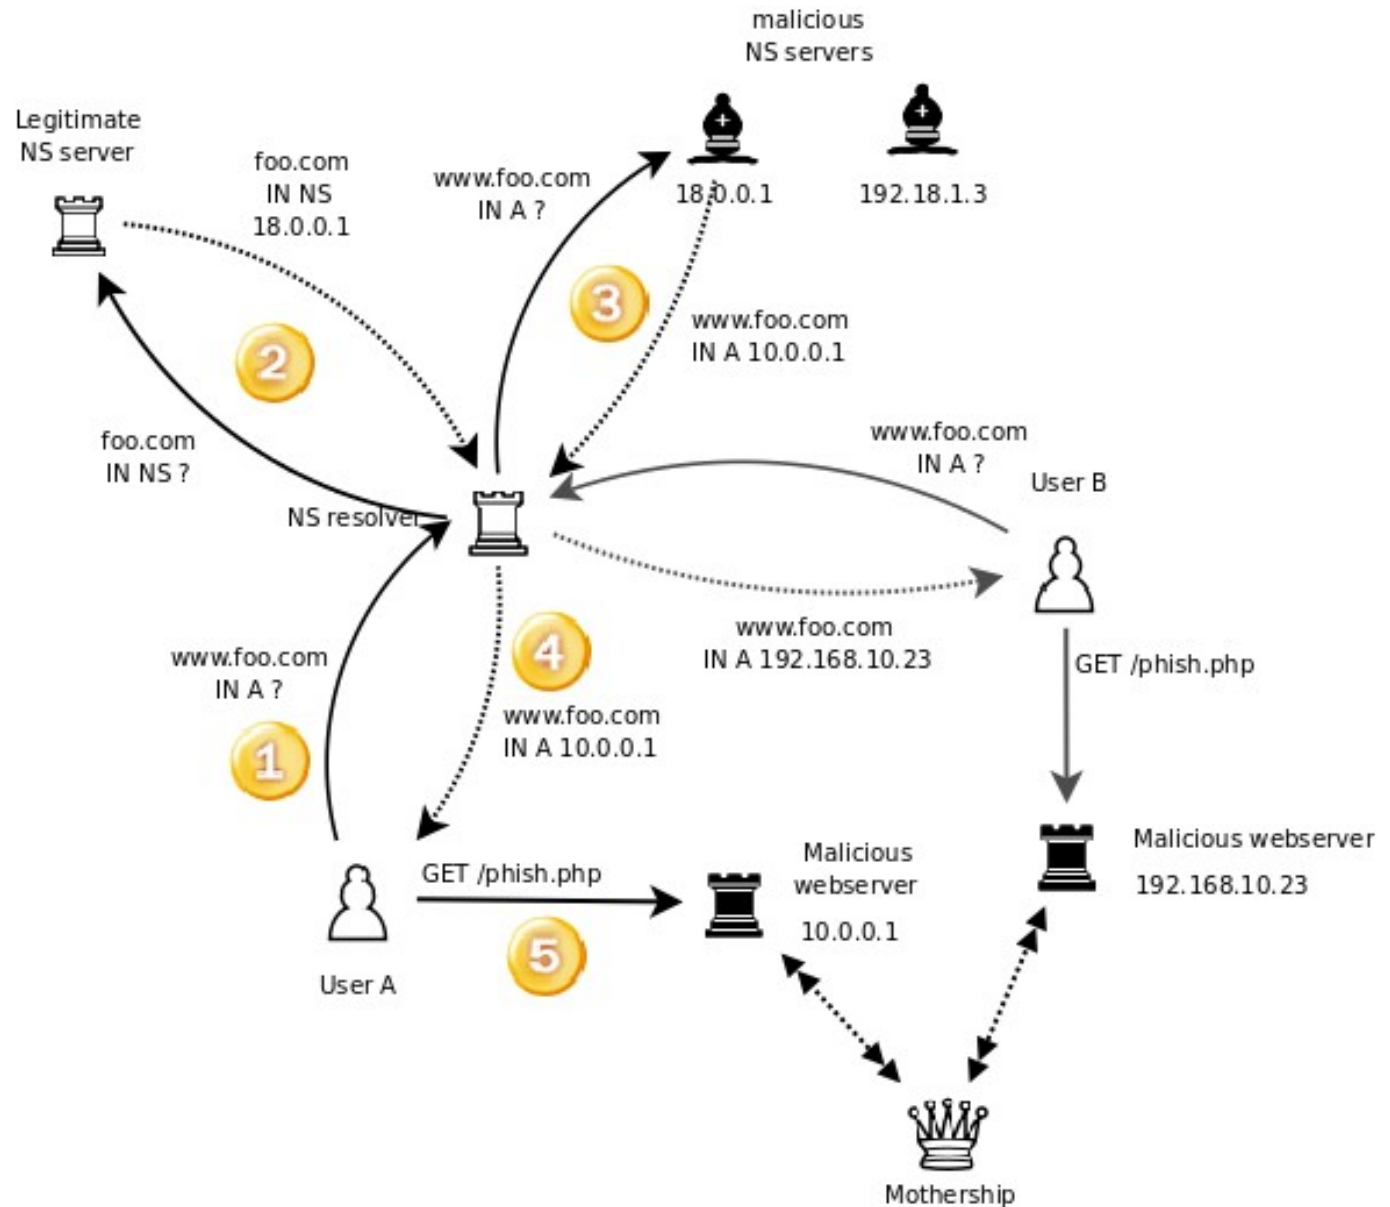 malicious
NS servers
Legitimate
NS server
foo.com
IN NS
18.0.0.1
www.foo.com
IN A ?
18.0.0.1
192.18.1.3
3
www.foo.com
IN A 10.0.0.1
2
foo.com
IN NS ?
www.foo.com
IN A ?
User B
NS resolver
www.foo.com
IN A 192.168.10.23
GET /phish.php
4
www.foo.com
IN A ?
www.foo.com
IN A 10.0.0.1
1
GET /phish.php
Malicious
webserver
10.0.0.1
Malicious webserver
192.168.10.23
5
User A
Mothership